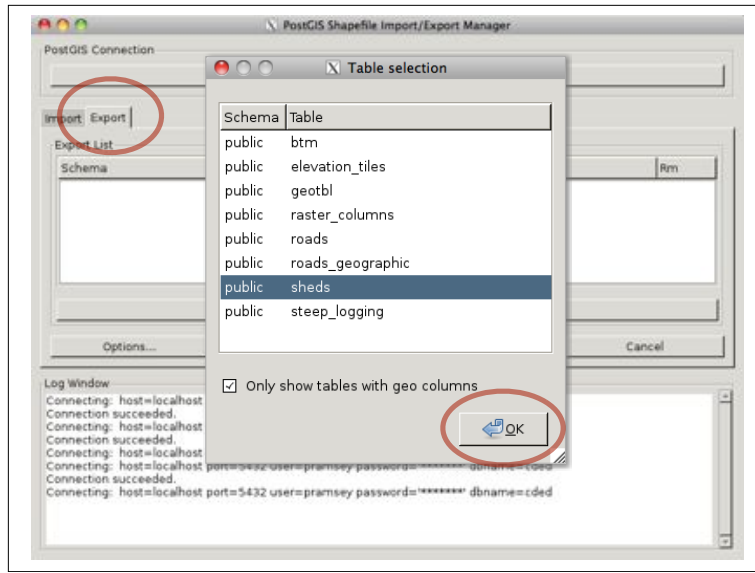 PostGIS Shapefile Import/Export Manager
PostGIS Connection
Table selection
Import Export
Export List
Schema Rm
Schema Table
public btm
public elevation_tiles
public geotbl
public raster_columns
public roads
public roads_geographic
public sheds
public steep_logging
Options... Cancel
Only show tables with geo columns
OK
Log Window
Connecting: host=localhost
Connection succeeded.
Connecting: host=localhost
Connection succeeded.
Connecting: host=localhost
Connecting: host=localhost port=5432 user=pramsey password='*******' dbname=cded
Connection succeeded.
Connecting: host=localhost port=5432 user=pramsey password='*******' dbname=cded